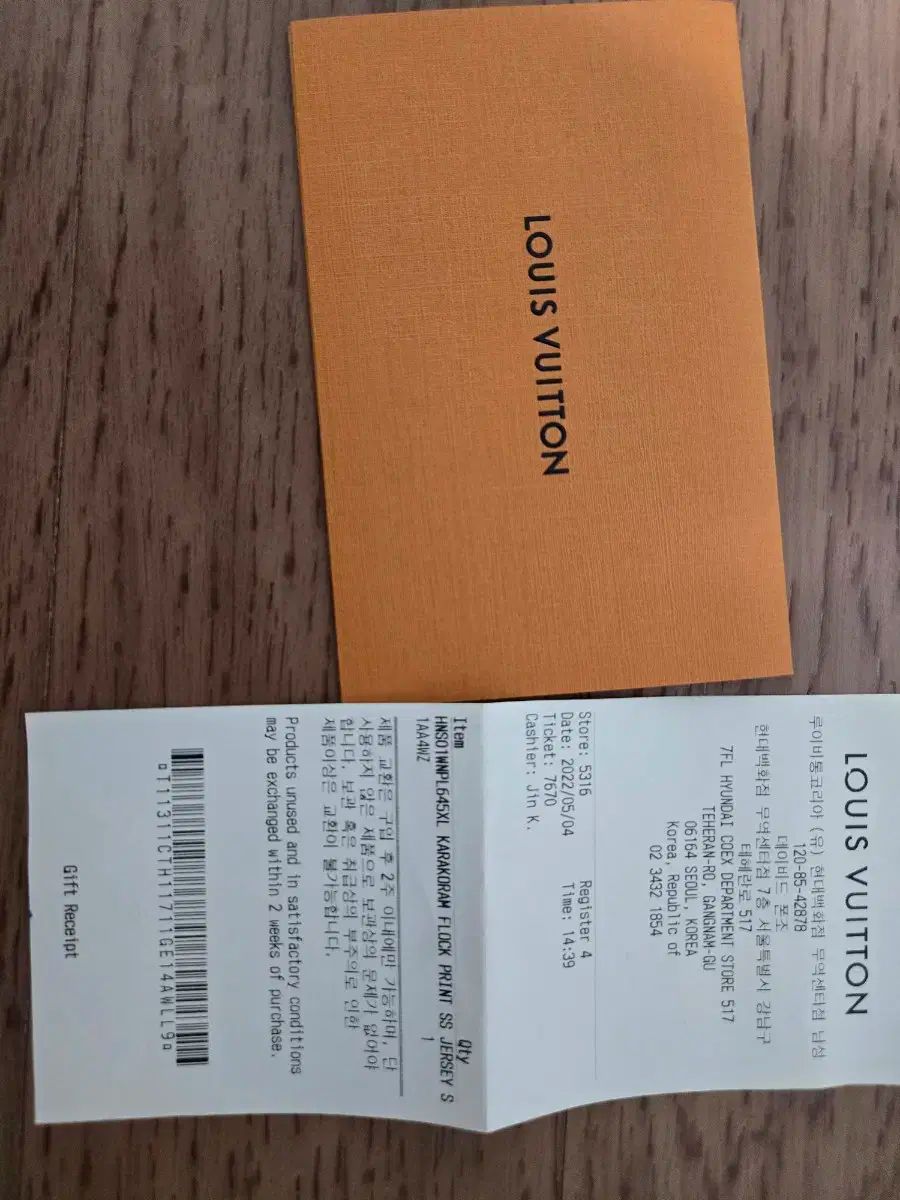 LOUIS VUITTON
LOUIS VUITTON
루이비통코리아 (유) 현대백화점 무역센터점 남성
120-85-42878
데이비드 폰조
현대백화점 무역센터점 7층 서울특별시 강남구
테헤란로 517
7FL HYUNDAI COEX DEPARTMENT STORE 517
TEHERAN-RO, GANGNAM-GU
06164 SEOUL, KOREA
Korea, Republic of
02 3432 1854
Store: 5316 Register 4
Date: 2022/05/04 Time: 14:39
Ticket: 7670
Cashier: Jin K.
Item Qty
HNS01WNPL645XL KARAKORAM FLOCK PRINT SS JERSEY S
1AA4WZ 1
제품 교환은 구입 후 2주 이내에만 가능하며, 단
사용하지 않은 제품으로 보관상의 문제가 없어야
합니다. 보관 혹은 취급상의 부주의로 인한
제품이상은 교환이 불가능합니다.
Products unused and in satisfactory conditions
may be exchanged within 2 weeks of purchase.
¤T11311CTH11711GE14AWLL9¤
Gift Receipt